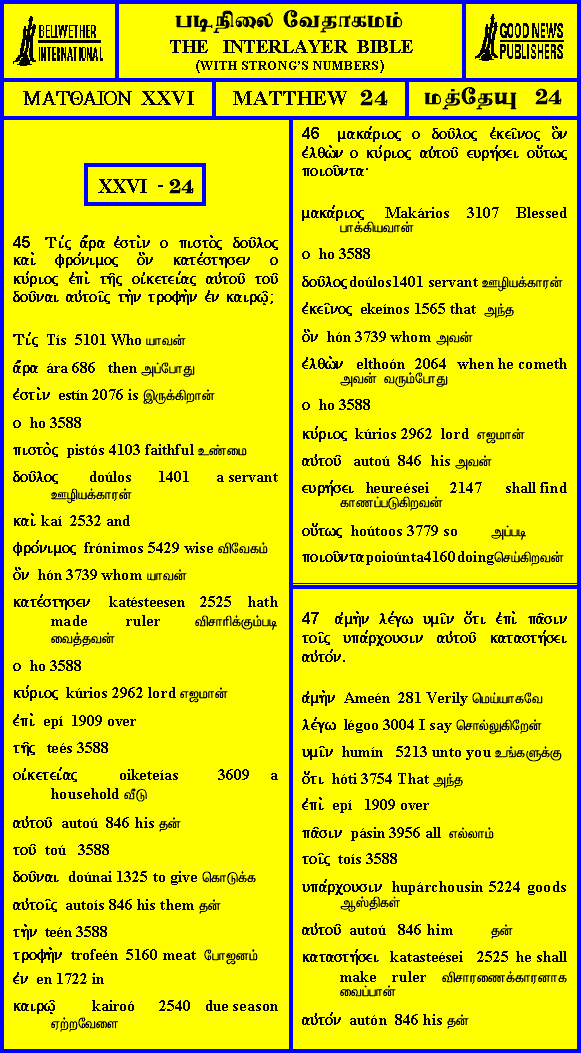 BELLWETHER
INTERNATIONAL
படிநிலை வேதாகமம்
THE INTERLAYER BIBLE
(WITH STRONG'S NUMBERS)
GOOD NEWS
PUBLISHERS
ΜΑΤΘΑΙΟΝ XXVI
MATTHEW 24
மத்தேயு 24
XXVI - 24
45 Τίς ἄρα ἐστὶν ο πιστὸς δοῦλος
καὶ φρόνιμος ὃν κατέστησεν ο
κύριος ἐπὶ τῆς οἰκετείας αὐτοῦ τοῦ
δοῦναι αὐτοῖς τὴν τροφὴν ἐν καιρῷ;
Τίς Tís 5101 Who யாவன்
ἄρα ára 686 then அப்போது
ἐστὶν estín 2076 is இருக்கிறான்
ο ho 3588
πιστὸς pistós 4103 faithful உண்மை
δοῦλος doúlos 1401 a servant
ஊழியக்காரன்
καὶ kaí 2532 and
φρόνιμος frónimos 5429 wise விவேகம்
ὃν hón 3739 whom யாவன்
κατέστησεν katésteesen 2525 hath
made ruler விசாரிக்கும்படி
வைத்தவன்
ο ho 3588
κύριος kúrios 2962 lord எஜமான்
ἐπὶ epí 1909 over
τῆς teés 3588
οἰκετείας oiketeías 3609 a
household வீடு
αὐτοῦ autoú 846 his தன்
τοῦ toú 3588
δοῦναι doúnai 1325 to give கொடுக்க
αὐτοῖς autoís 846 his them தன்
τὴν teén 3588
τροφὴν trofeén 5160 meat போஜனம்
ἐν en 1722 in
καιρῷ kairoó 2540 due season
ஏற்றவேளை
46 μακάριος ο δοῦλος ἐκεῖνος ὃν
ἐλθὼν ο κύριος αὐτοῦ ευρήσει οὕτως
ποιοῦντα·
μακάριος Makários 3107 Blessed
பாக்கியவான்
ο ho 3588
δοῦλος doúlos1401 servant ஊழியக்காரன்
ἐκεῖνος ekeínos 1565 that அந்த
ὃν hón 3739 whom அவன்
ἐλθὼν elthoón 2064 when he cometh
அவன் வரும்போது
ο ho 3588
κύριος kúrios 2962 lord எஜமான்
αὐτοῦ autoú 846 his அவன்
ευρήσει heureései 2147 shall find
காணப்படுகிறவன்
οὕτως hoútoos 3779 so அப்படி
ποιοῦντα poioúnta4160 doing செய்கிறவன்
47 ἀμὴν λέγω υμῖν ὅτι ἐπὶ πᾶσιν
τοῖς υπάρχουσιν αὐτοῦ καταστήσει
αὐτόν.
ἀμὴν Ameén 281 Verily மெய்யாகவே
λέγω légoo 3004 I say சொல்லுகிறேன்
υμῖν humín 5213 unto you உங்களுக்கு
ὅτι hóti 3754 That அந்த
ἐπὶ epí 1909 over
πᾶσιν pásin 3956 all எல்லாம்
τοῖς toís 3588
υπάρχουσιν hupárchousin 5224 goods
ஆஸ்திகள்
αὐτοῦ autoú 846 him தன்
καταστήσει katasteései 2525 he shall
make ruler விசாரணைக்காரனாக
வைப்பான்
αὐτόν autón 846 his தன்